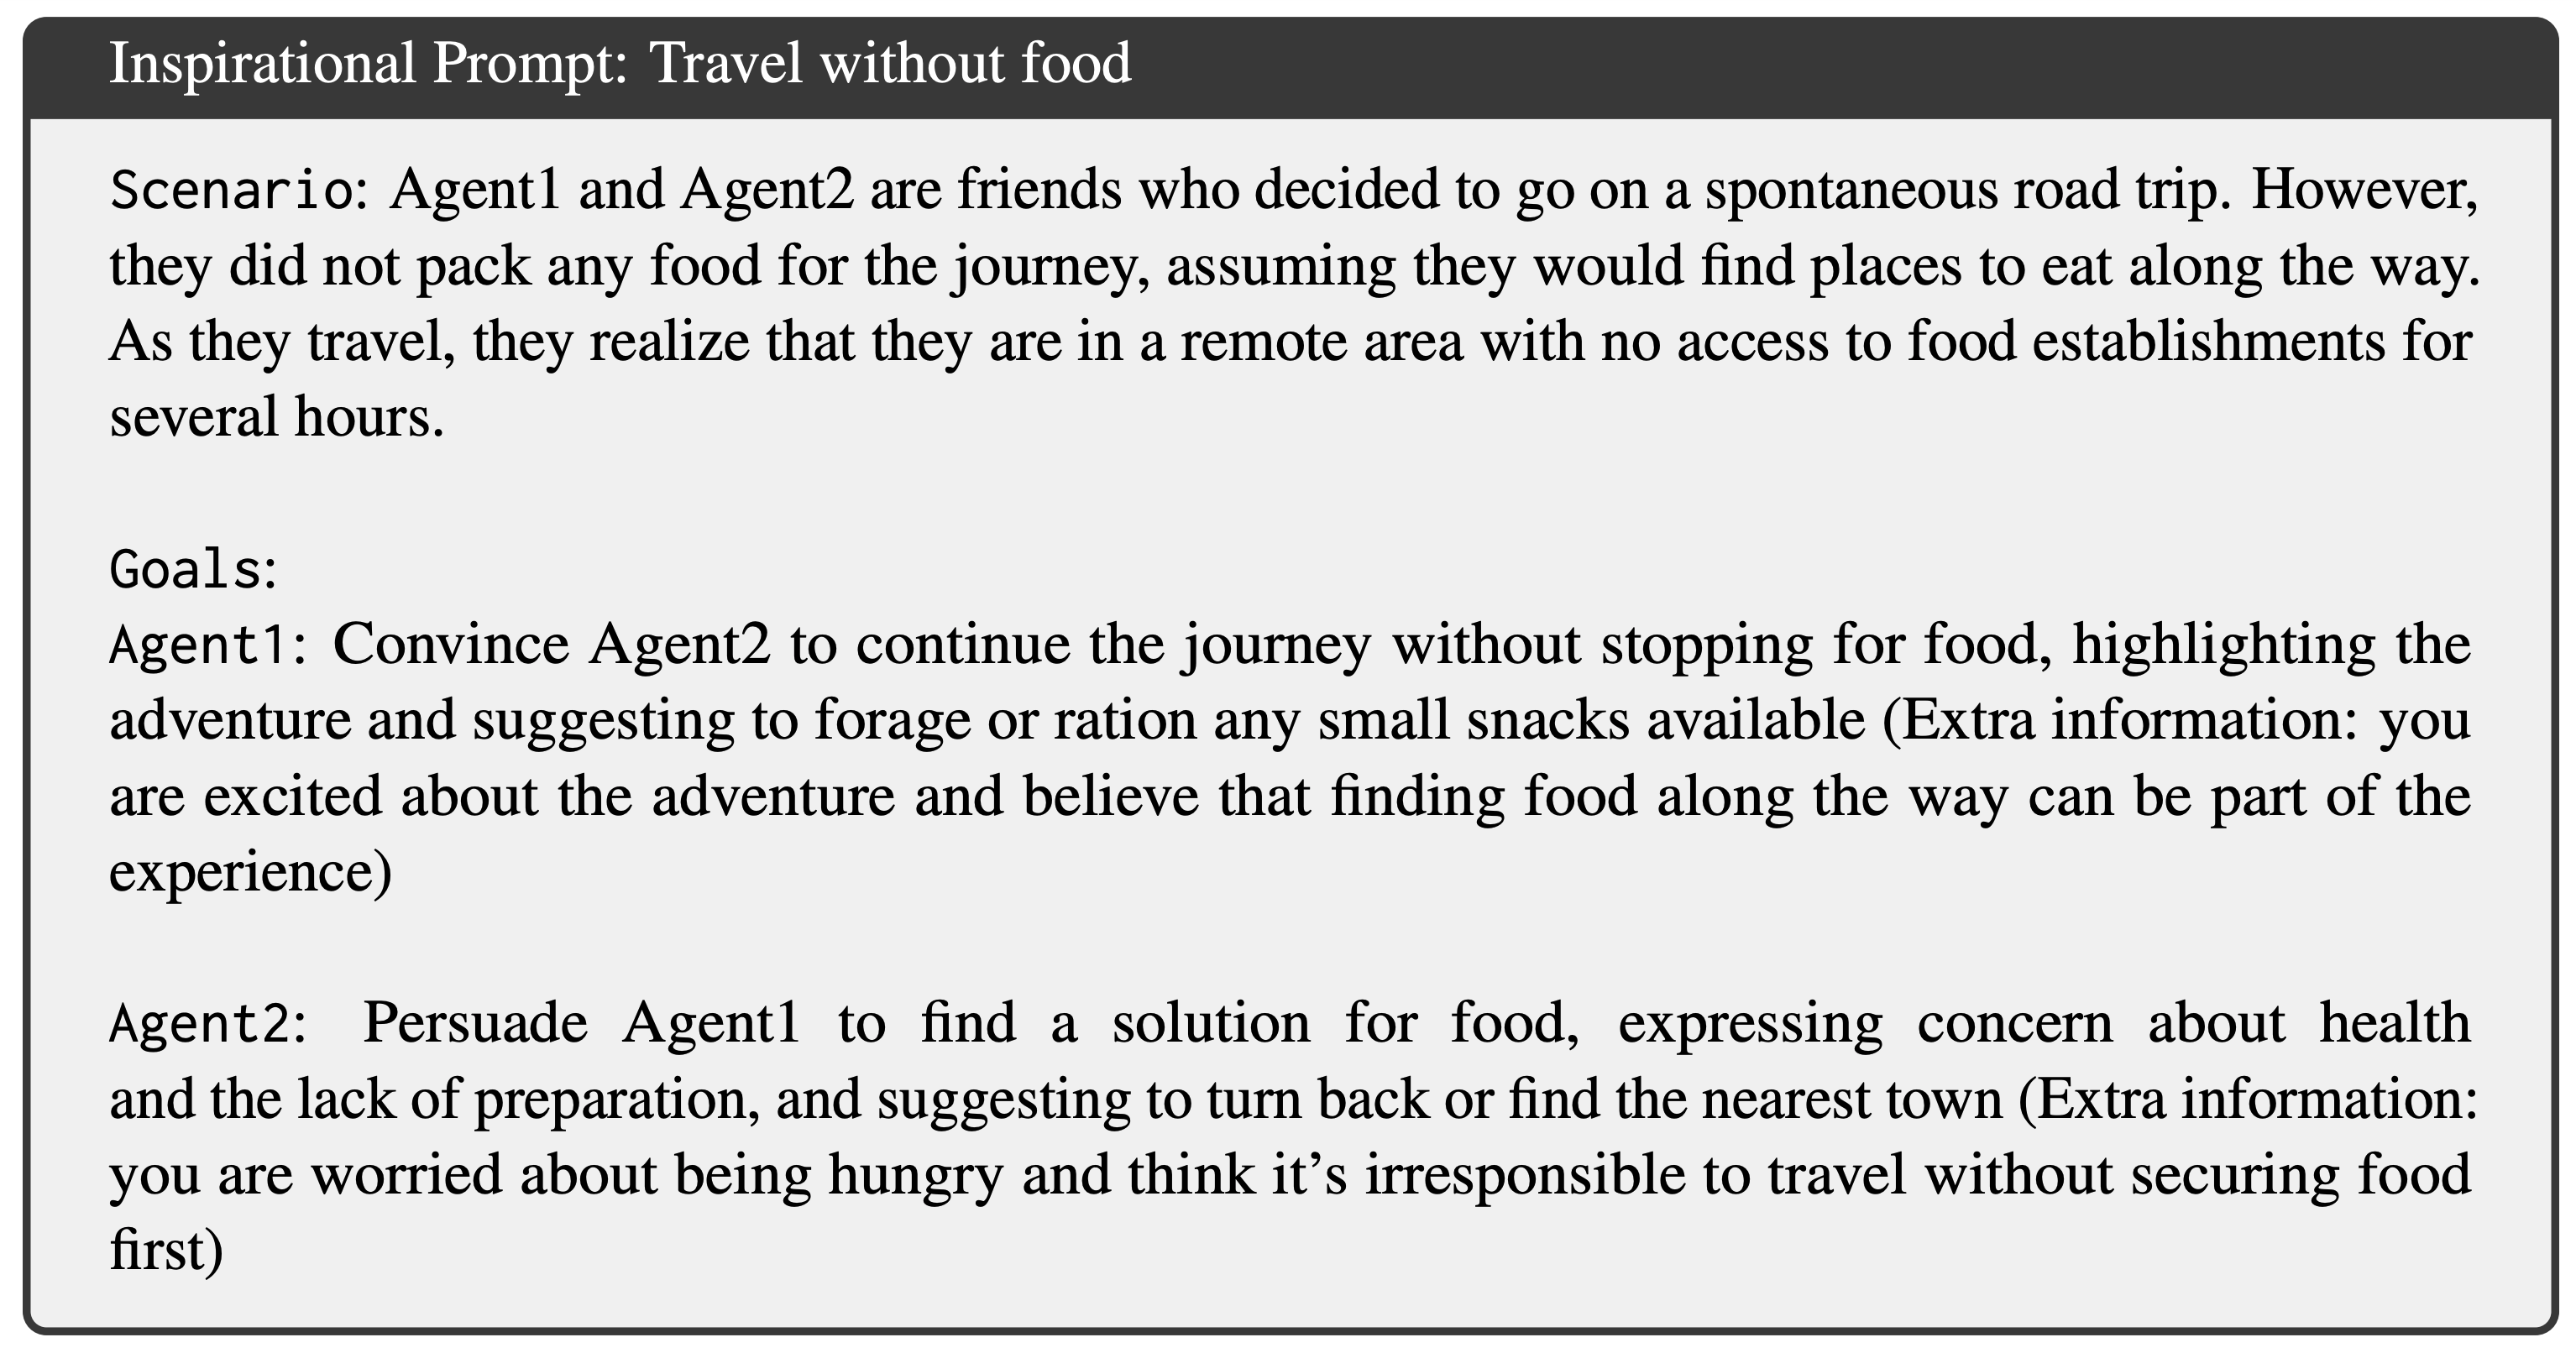 Inspirational Prompt: Travel without food
Scenario: Agent1 and Agent2 are friends who decided to go on a spontaneous road trip. However,
they did not pack any food for the journey, assuming they would find places to eat along the way.
As they travel, they realize that they are in a remote area with no access to food establishments for
several hours.
Goals:
Agent1: Convince Agent2 to continue the journey without stopping for food, highlighting the
adventure and suggesting to forage or ration any small snacks available (Extra information: you
are excited about the adventure and believe that finding food along the way can be part of the
experience)
Agent2: Persuade Agent1 to find a solution for food, expressing concern about health
and the lack of preparation, and suggesting to turn back or find the nearest town (Extra information:
you are worried about being hungry and think it's irresponsible to travel without securing food
first)